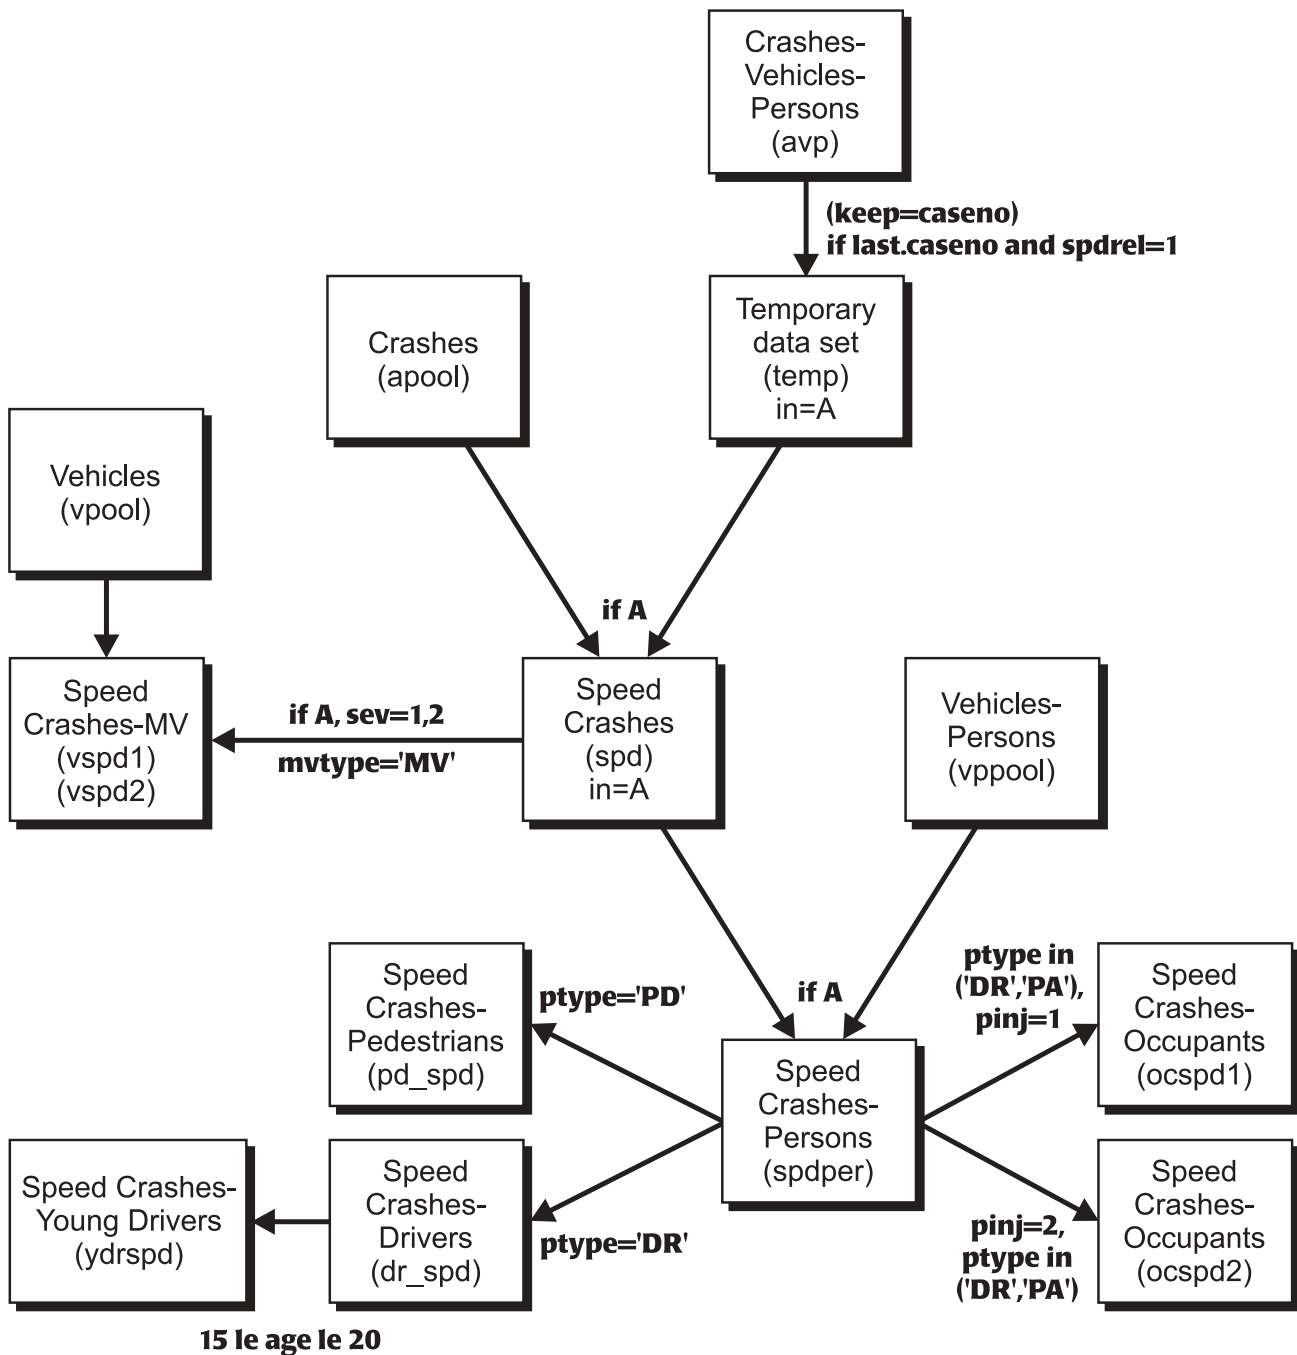 Crashes-
Vehicles-
Persons
(avp)
(keep=caseno)
if last.caseno and spdrel=1
Crashes
(apool)
Temporary
data set
(temp)
in=A
Vehicles
(vpool)
if A
Speed
Crashes-MV
(vspd1)
(vspd2)
if A, sev=1,2
mvtype='MV'
Speed
Crashes
(spd)
in=A
Vehicles-
Persons
(vppool)
Speed
Crashes-
Pedestrians
(pd_spd)
ptype='PD'
if A
ptype in
('DR','PA'),
pinj=1
Speed
Crashes-
Occupants
(ocspd1)
Speed
Crashes-
Persons
(spdper)
Speed Crashes-
Young Drivers
(ydrspd)
Speed
Crashes-
Drivers
(dr_spd)
ptype='DR'
pinj=2,
ptype in
('DR','PA')
Speed
Crashes-
Occupants
(ocspd2)
15 le age le 20